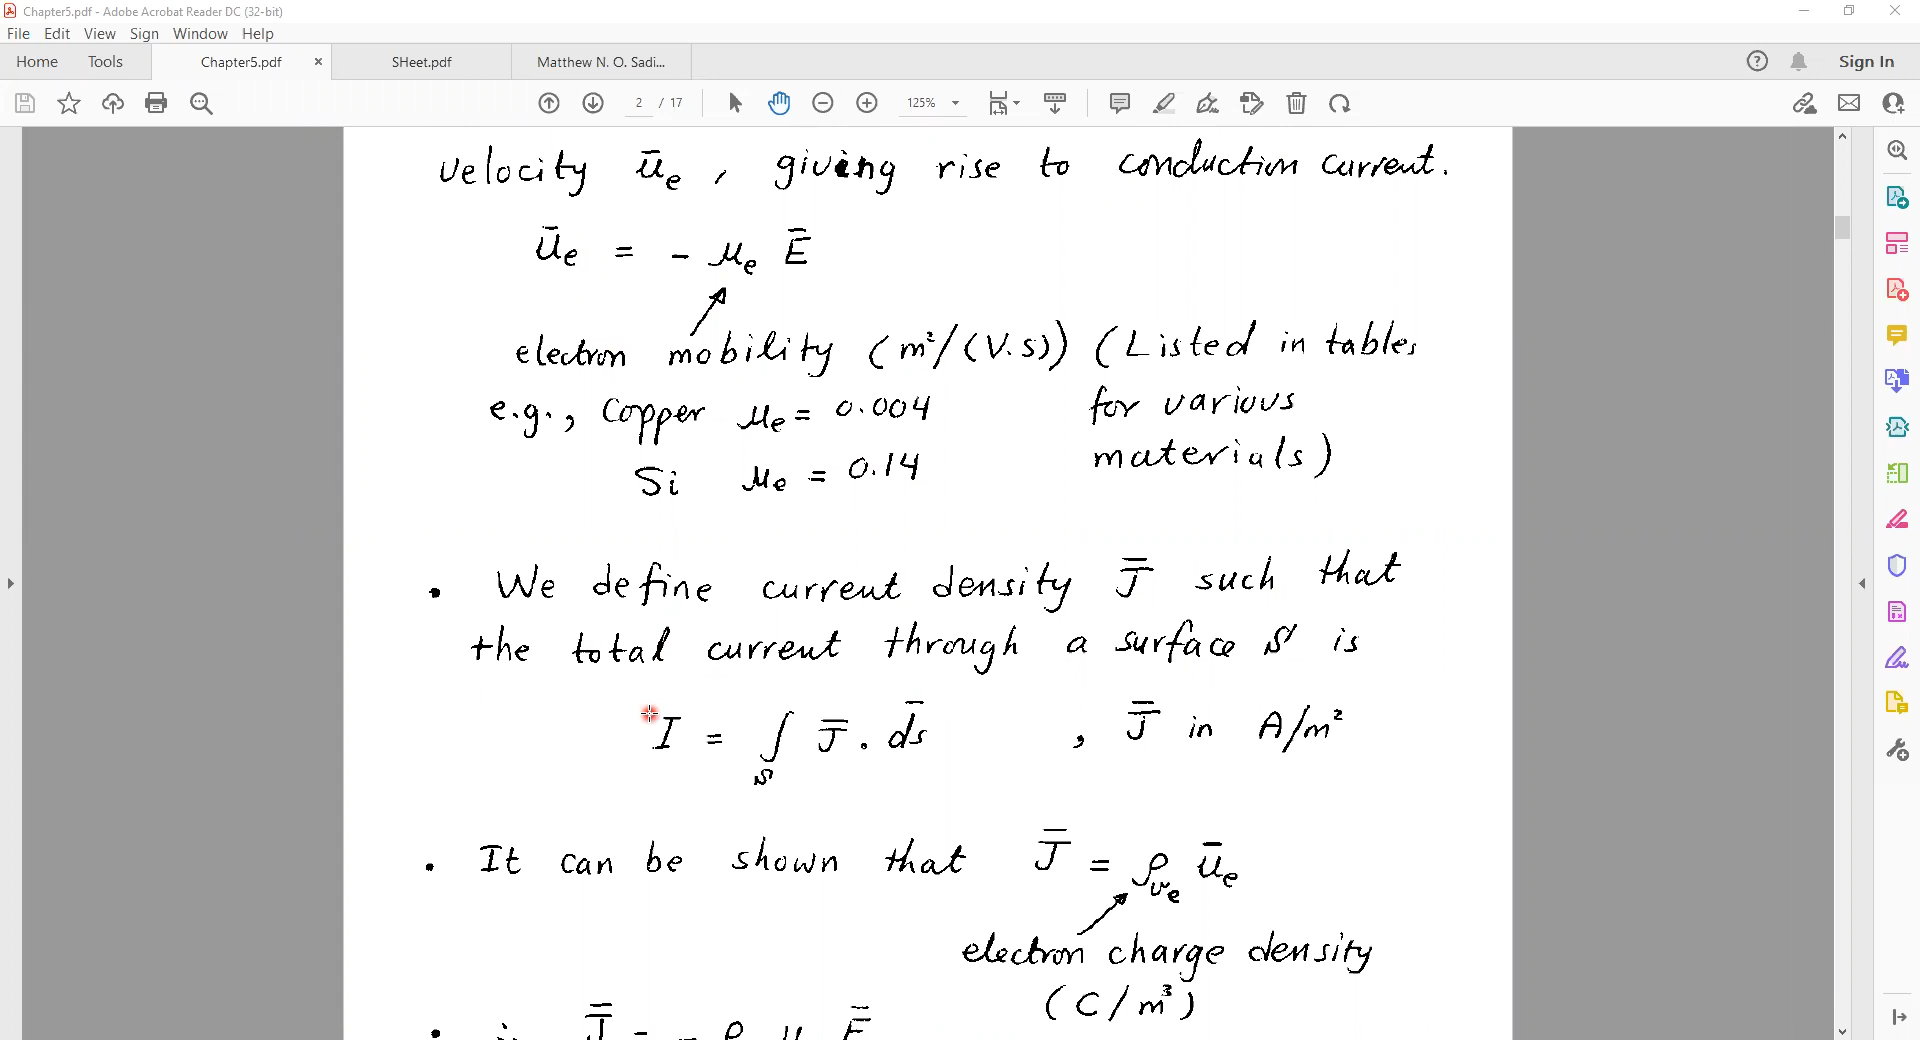 Chapter5.pdf - Adobe Acrobat Reader DC (32-bit)
File Edit View Sign Window Help
Home Tools Chapter5.pdf × SHeet.pdf Matthew N. O. Sadi... Sign In
2 / 17 125%
velocity ūₑ , giving rise to conduction current.
ūₑ = - μₑ Ē
electron mobility (m²/(V.s)) (Listed in tables
e.g., Copper μₑ = 0.004 for various
Si μₑ = 0.14 materials)
• We define current density J̄ such that
the total current through a surface S is
I = ∫ J̄ . d̄s , J̄ in A/m²
S
• It can be shown that J̄ = ρᵥₑ ūₑ
electron charge density
(C/m³)